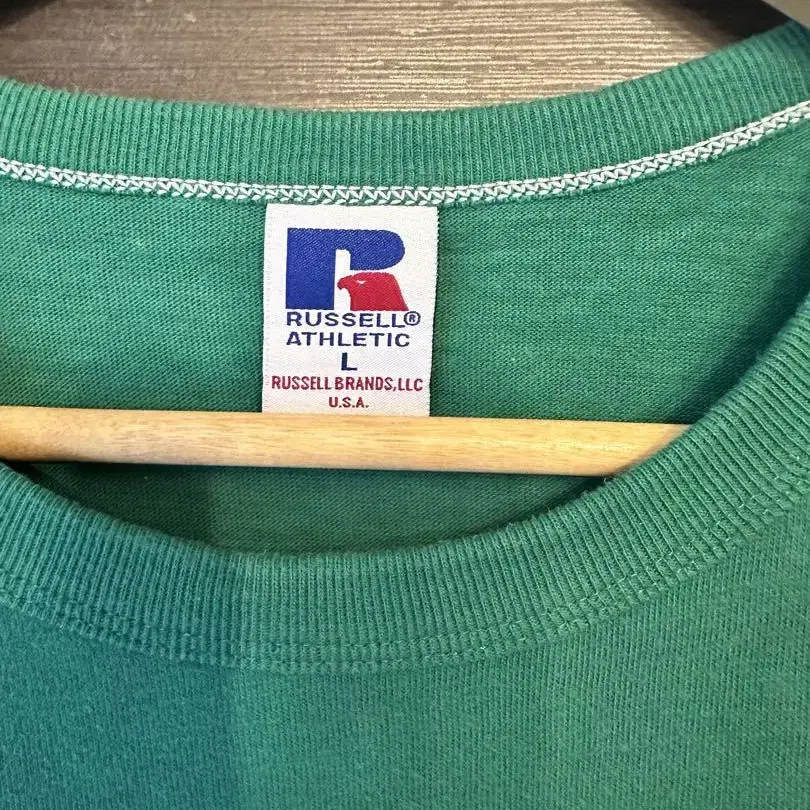 R
RUSSELL®
ATHLETIC
L
RUSSELL BRANDS, LLC
U.S.A.